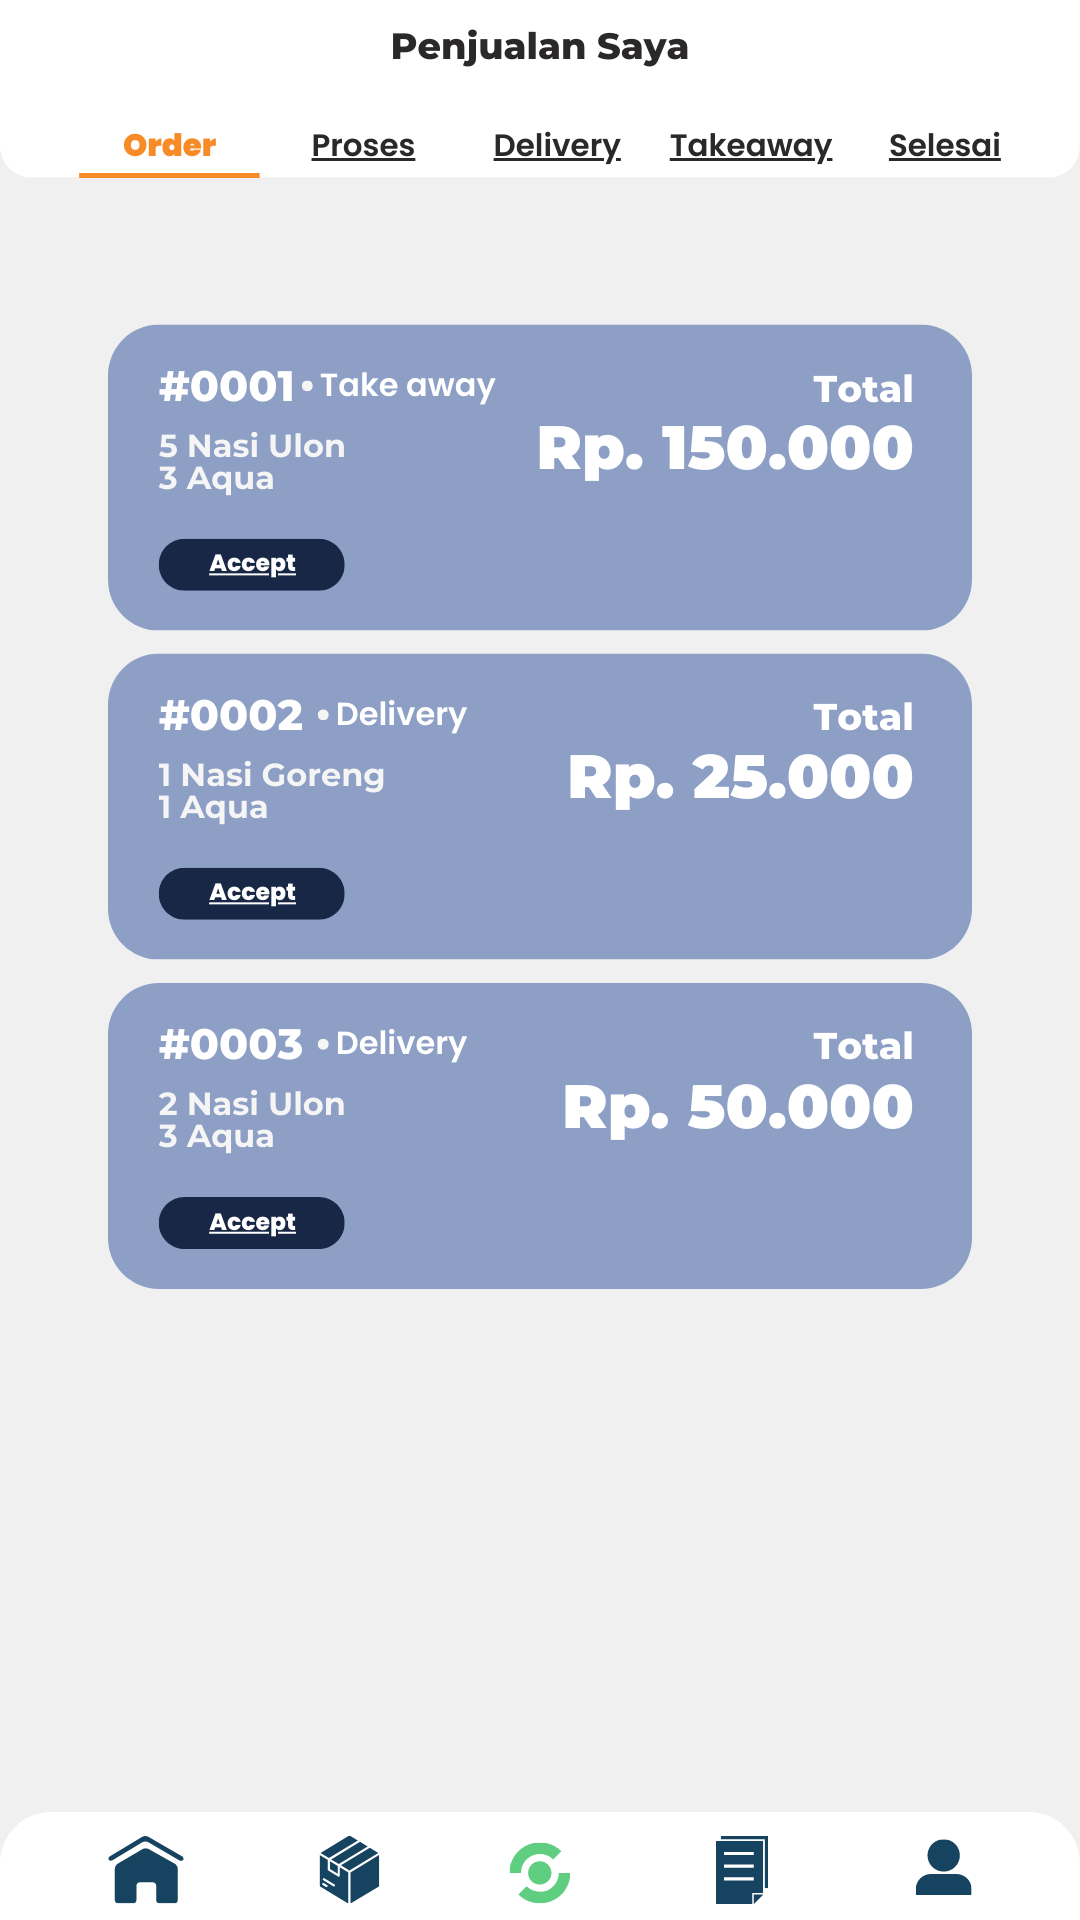 Penjualan Saya
Order Proses Delivery Takeaway Selesai
#0001 • Take away
Total
5 Nasi Ulon
Rp. 150.000
3 Aqua
Accept
#0002 • Delivery
Total
1 Nasi Goreng
Rp. 25.000
1 Aqua
Accept
#0003 • Delivery
Total
2 Nasi Ulon
Rp. 50.000
3 Aqua
Accept